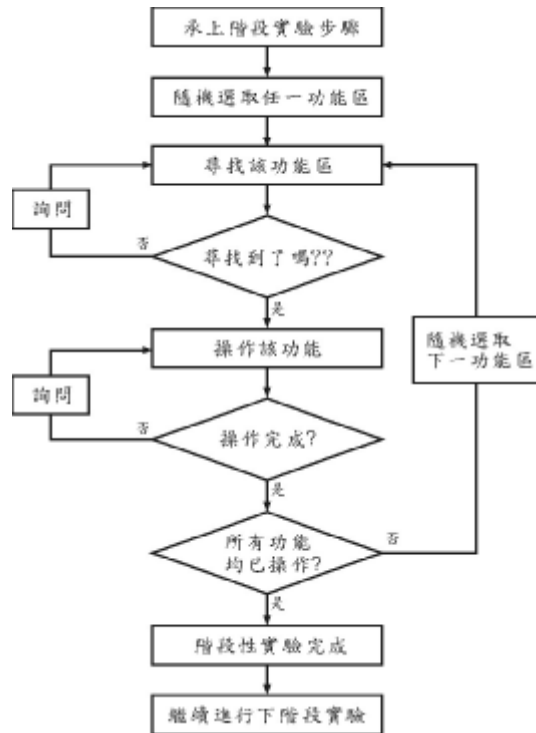 承上階段實驗步驟
隨機選取任一功能區
尋找該功能區
詢問
否
尋找到了嗎??
是
隨機選取
下一功能區
操作該功能
詢問
否
操作完成?
是
所有功能
均已操作?
否
是
階段性實驗完成
繼續進行下階段實驗